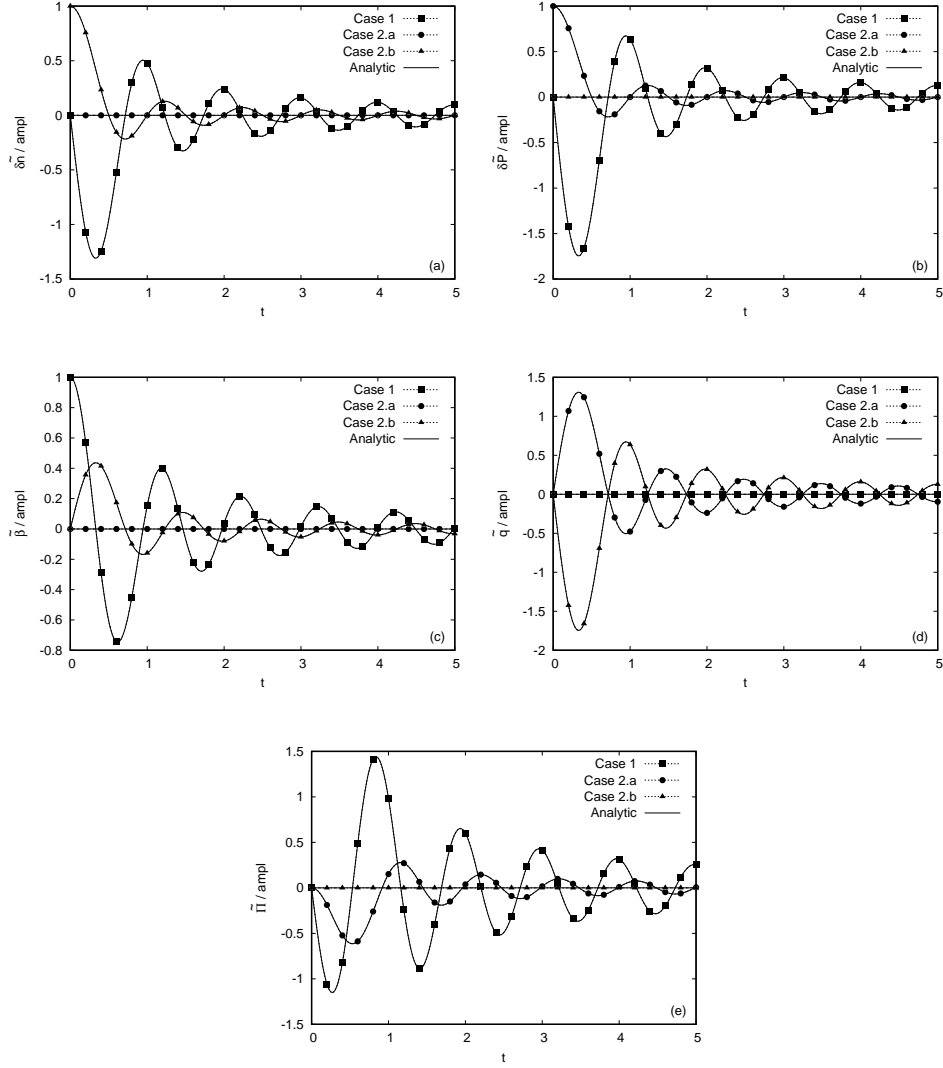 1
0.5
0
-0.5
-1
-1.5
0 1 2 3 4 5
δñ / ampl
t
Case 1
Case 2.a
Case 2.b
Analytic
(a)
1
0.5
0
-0.5
-1
-1.5
-2
0 1 2 3 4 5
δP̃ / ampl
t
Case 1
Case 2.a
Case 2.b
Analytic
(b)
1
0.8
0.6
0.4
0.2
0
-0.2
-0.4
-0.6
-0.8
0 1 2 3 4 5
β̃ / ampl
t
Case 1
Case 2.a
Case 2.b
Analytic
(c)
1.5
1
0.5
0
-0.5
-1
-1.5
-2
0 1 2 3 4 5
q̃ / ampl
t
Case 1
Case 2.a
Case 2.b
Analytic
(d)
1.5
1
0.5
0
-0.5
-1
-1.5
0 1 2 3 4 5
Π̃ / ampl
t
Case 1
Case 2.a
Case 2.b
Analytic
(e)